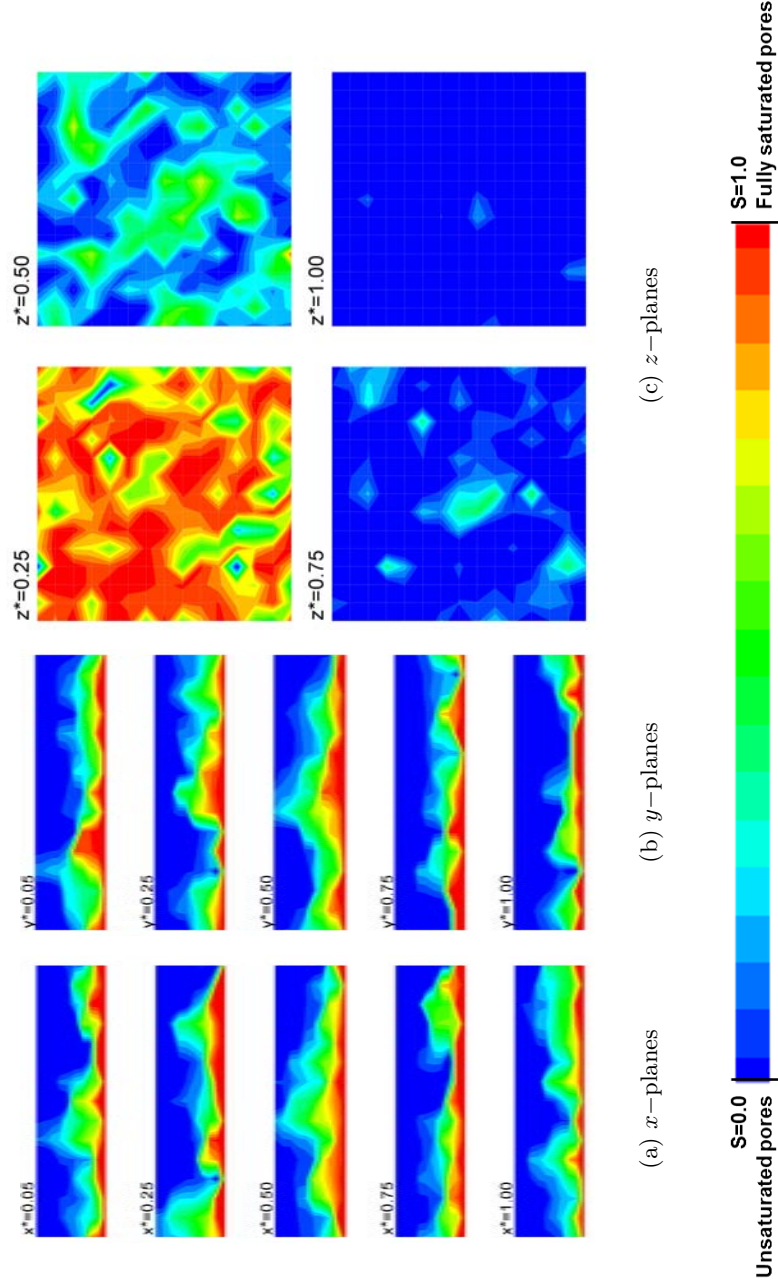 x*=0.05
x*=0.25
x*=0.50
x*=0.75
x*=1.00
(a) x−planes
y*=0.05
y*=0.25
y*=0.50
y*=0.75
y*=1.00
(b) y−planes
z*=0.25
z*=0.50
z*=0.75
z*=1.00
(c) z−planes
S=0.0
Unsaturated pores
S=1.0
Fully saturated pores